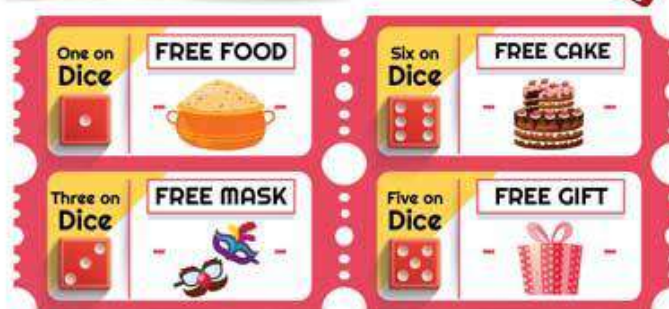 One on
Dice
FREE FOOD
Six on
Dice
FREE CAKE
Three on
Dice
FREE MASK
Five on
Dice
FREE GIFT